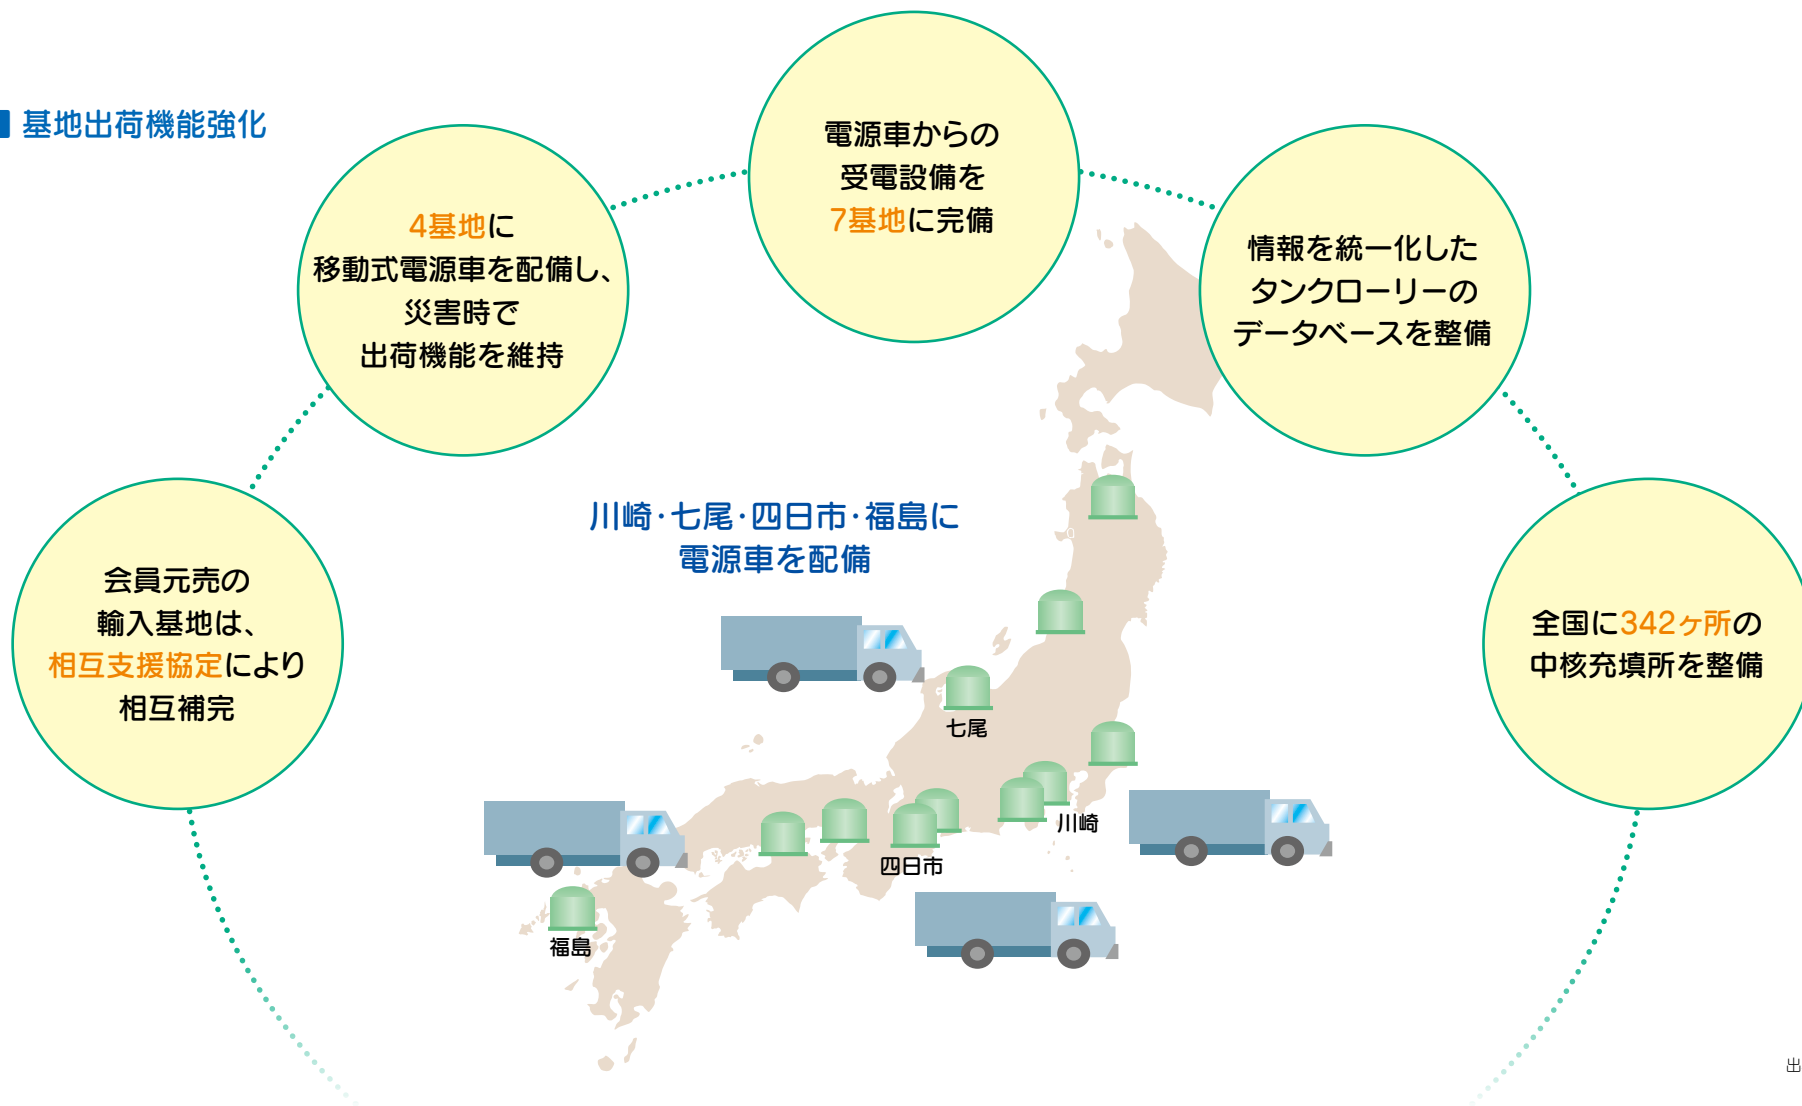 基地出荷機能強化
電源車からの
受電設備を
7基地に完備
4基地に
移動式電源車を配備し、
災害時で
出荷機能を維持
情報を統一化した
タンクローリーの
データベースを整備
川崎・七尾・四日市・福島に
電源車を配備
会員元売の
輸入基地は、
相互支援協定により
相互補完
全国に342ヶ所の
中核充填所を整備
七尾
川崎
四日市
福島
出